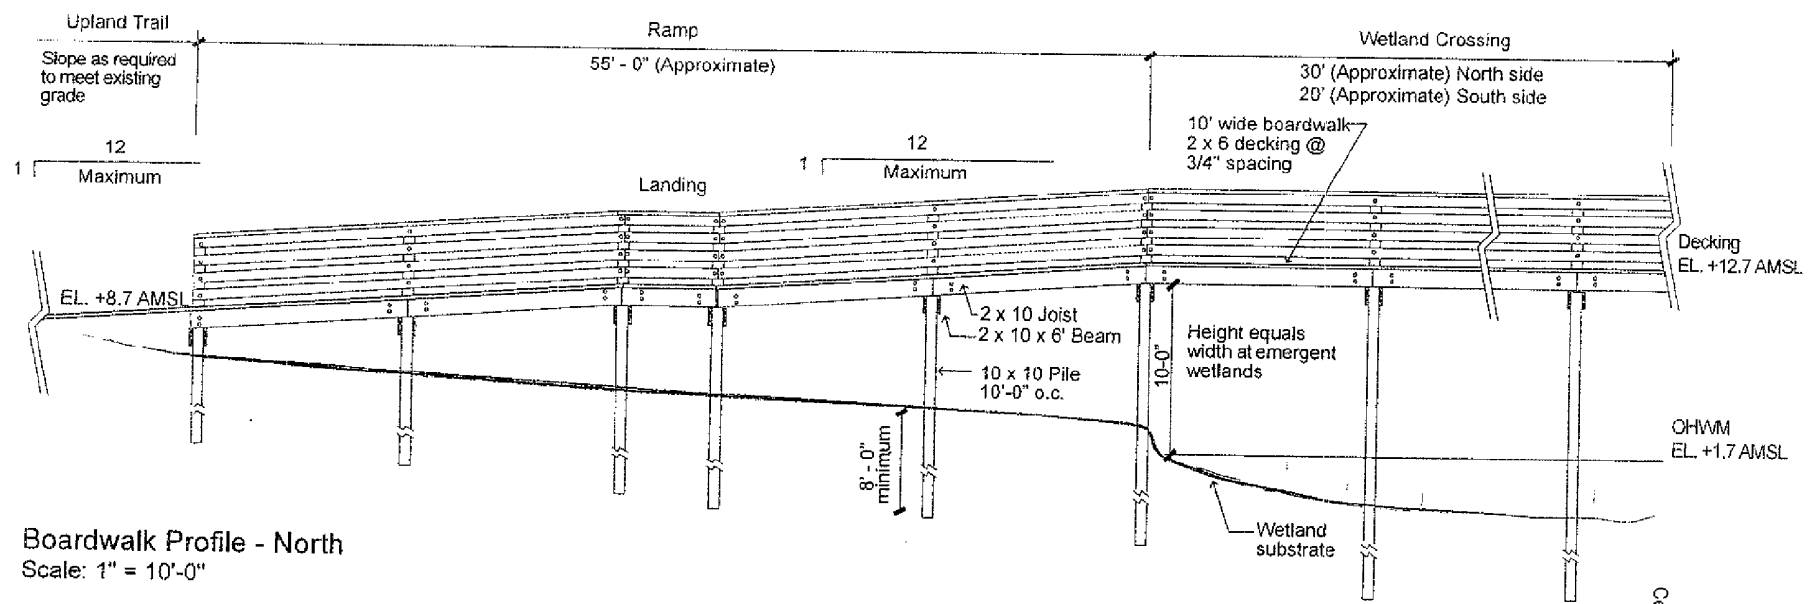 Upland Trail
Ramp
Wetland Crossing
Slope as required
to meet existing
grade
55' - 0" (Approximate)
30' (Approximate) North side
20' (Approximate) South side
10' wide boardwalk
2 x 6 decking @
3/4" spacing
1
12
Maximum
1
12
Maximum
Landing
Decking
EL. +12.7 AMSL
EL. +8.7 AMSL
2 x 10 Joist
2 x 10 x 6' Beam
10 x 10 Pile
10'-0" o.c.
10-0"
Height equals
width at emergent
wetlands
8' - 0"
minimum
OHWM
EL. +1.7 AMSL
Wetland
substrate
Boardwalk Profile - North
Scale: 1" = 10'-0"